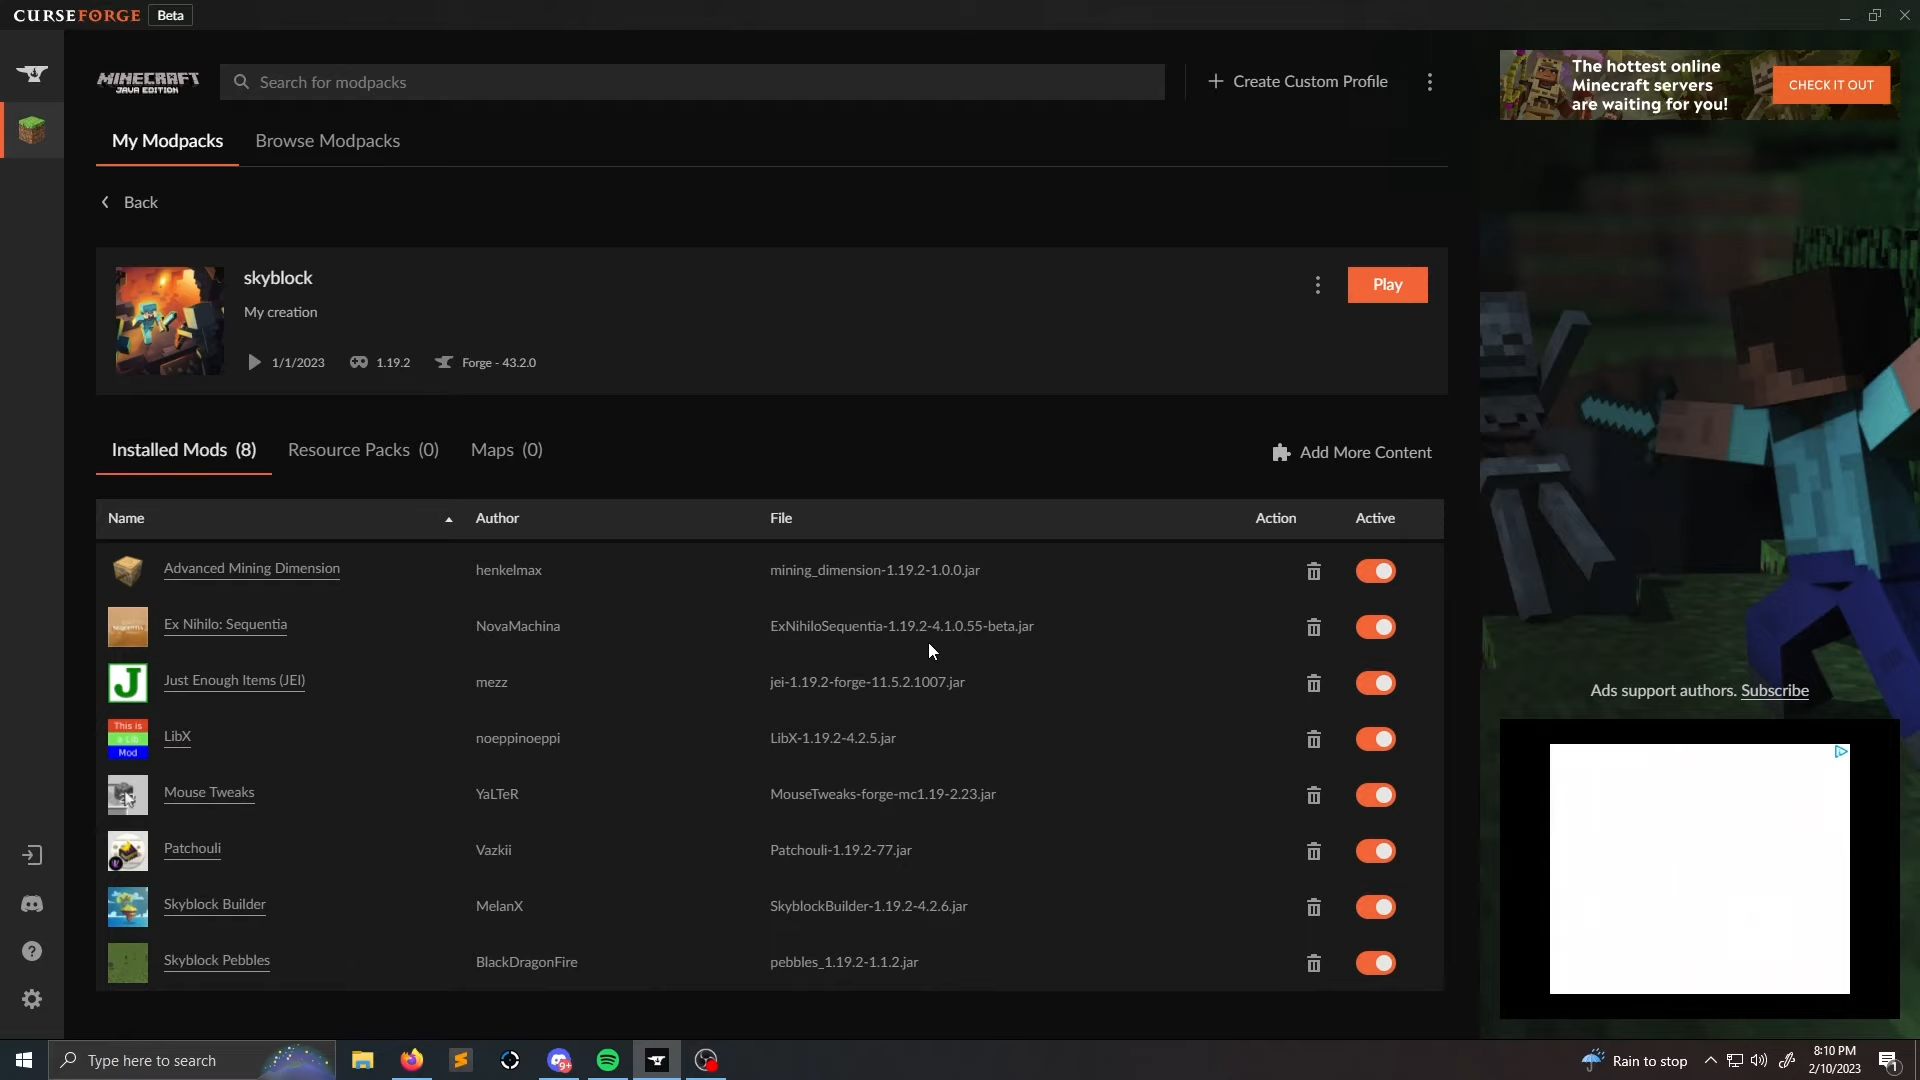 CURSEFORGE Beta
MINECRAFT
JAVA EDITION
Search for modpacks
Create Custom Profile
The hottest online
Minecraft servers
are waiting for you!
CHECK IT OUT
My Modpacks
Browse Modpacks
Back
skyblock
My creation
Play
1/1/2023
1.19.2
Forge - 43.2.0
Installed Mods (8)
Resource Packs (0)
Maps (0)
Add More Content
Name Author File Action Active
Advanced Mining Dimension henkelmax mining_dimension-1.19.2-1.0.0.jar
Ex Nihilo: Sequentia NovaMachina ExNihiloSequentia-1.19.2-4.1.0.55-beta.jar
J
Just Enough Items (JEI) mezz jei-1.19.2-forge-11.5.2.1007.jar
This is
a Lib
Mod
LibX noeppinoeppi LibX-1.19.2-4.2.5.jar
Mouse Tweaks YaLTeR MouseTweaks-forge-mc1.19-2.23.jar
Patchouli Vazkii Patchouli-1.19.2-77.jar
Skyblock Builder MelanX SkyblockBuilder-1.19.2-4.2.6.jar
Skyblock Pebbles BlackDragonFire pebbles_1.19.2-1.1.2.jar
Ads support authors. Subscribe
Type here to search
9+
Rain to stop
8:10 PM
2/10/2023
1